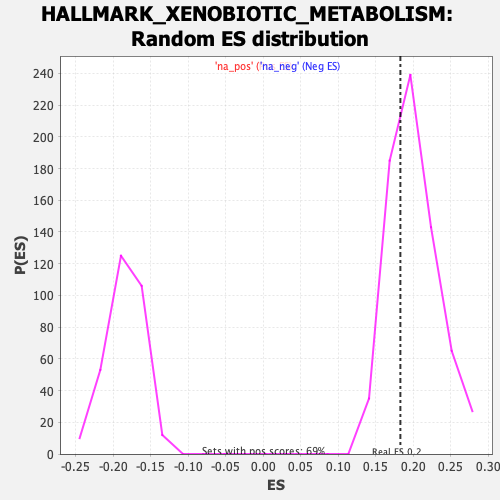 HALLMARK_XENOBIOTIC_METABOLISM:
Random ES distribution
'na_pos' ('na_neg' (Neg ES)
240
220
200
180
160
140
120
100
80
60
40
20
0
P(ES)
Sets with pos scores: 69%
Real ES 0.2
-0.25 -0.20 -0.15 -0.10 -0.05 0.00 0.05 0.10 0.15 0.20 0.25 0.30
ES